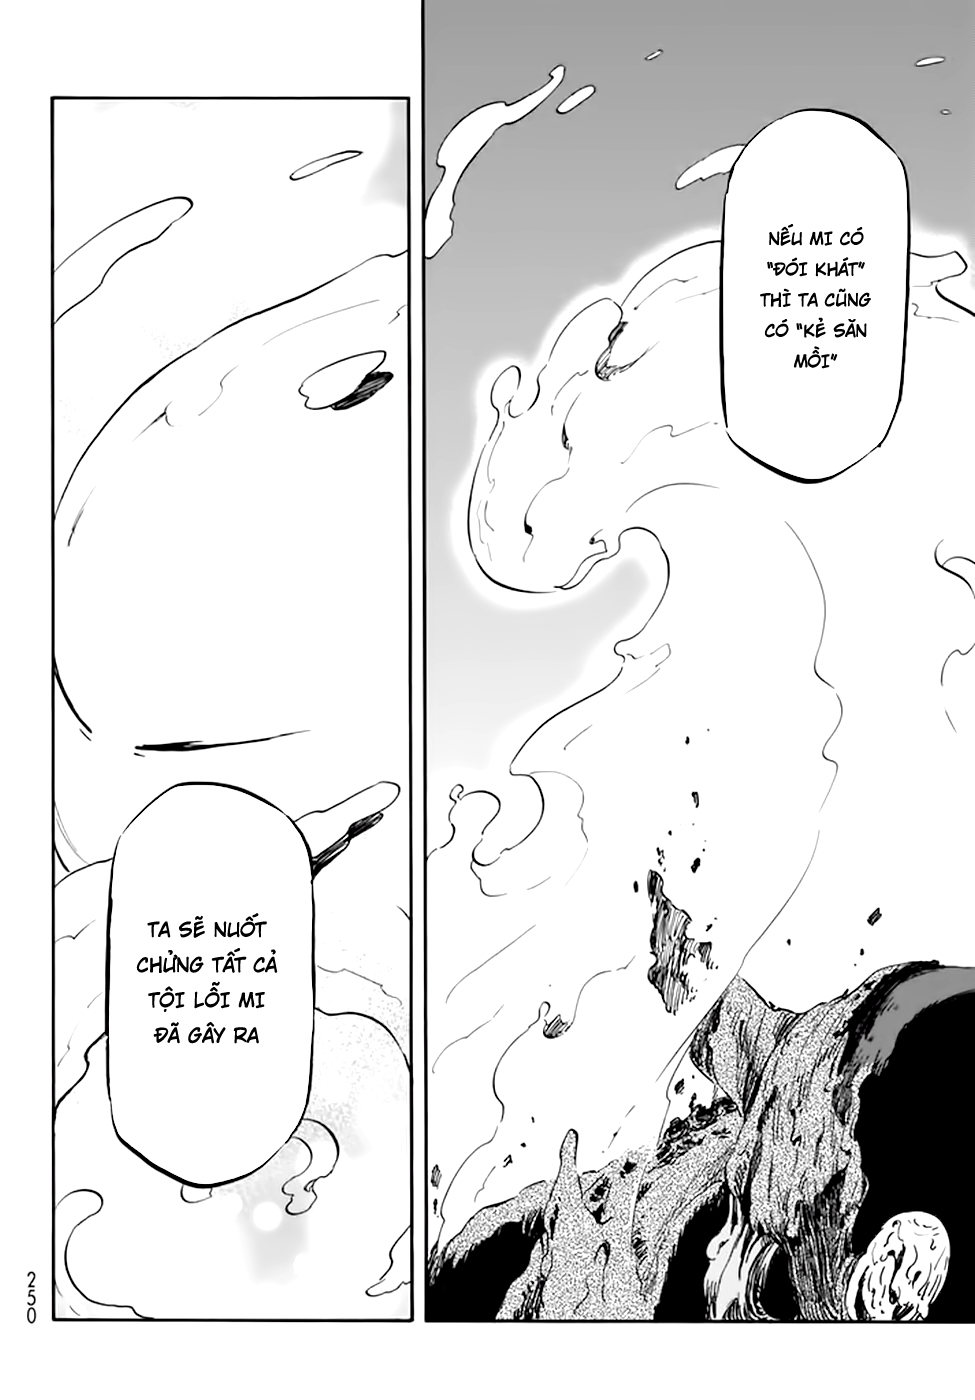 NẾU MI CÓ
"ĐÓI KHÁT"
THÌ TA CŨNG
CÓ "KẺ SĂN
MỒI"
TA SẼ NUỐT
CHỬNG TẤT CẢ
TỘI LỖI MI
ĐÃ GÂY RA
250